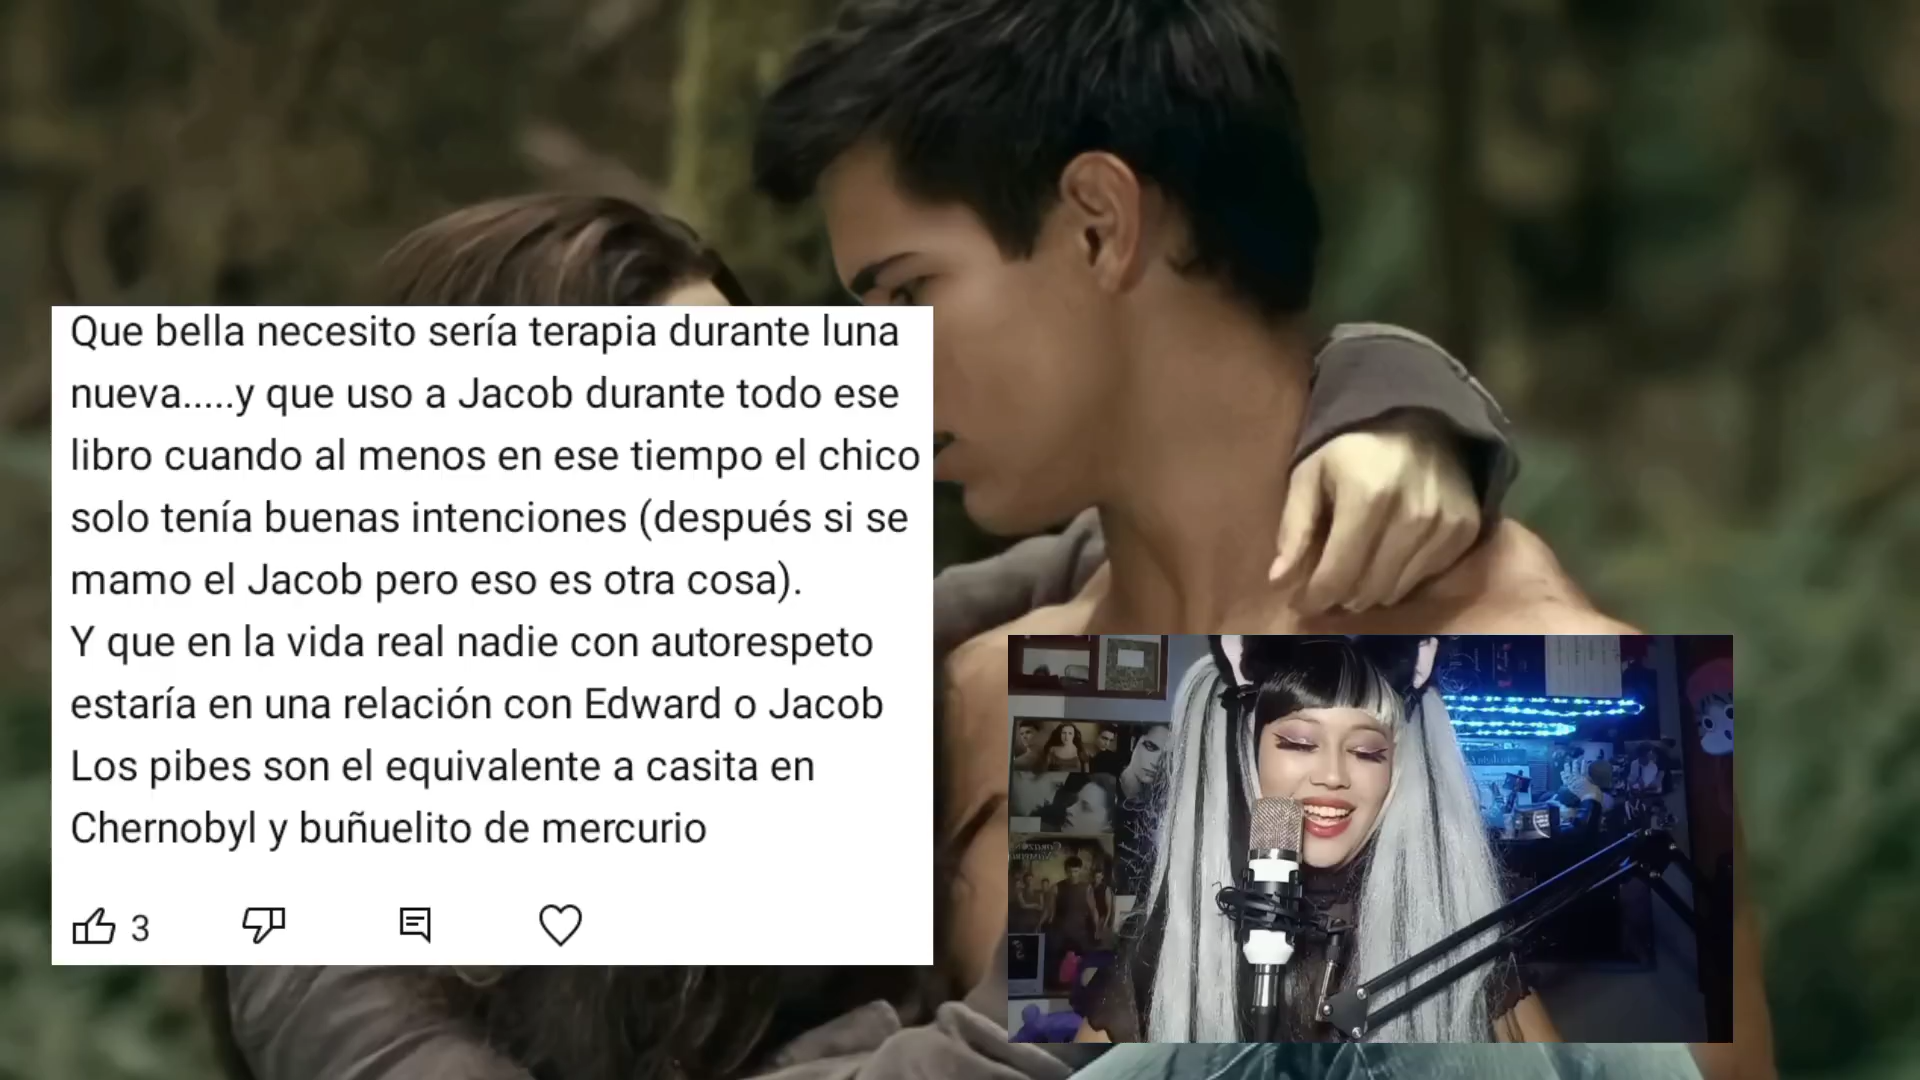 Que bella necesito sería terapia durante luna
nueva.....y que uso a Jacob durante todo ese
libro cuando al menos en ese tiempo el chico
solo tenía buenas intenciones (después si se
mamo el Jacob pero eso es otra cosa).
Y que en la vida real nadie con autorespeto
estaría en una relación con Edward o Jacob
Los pibes son el equivalente a casita en
Chernobyl y buñuelito de mercurio
3